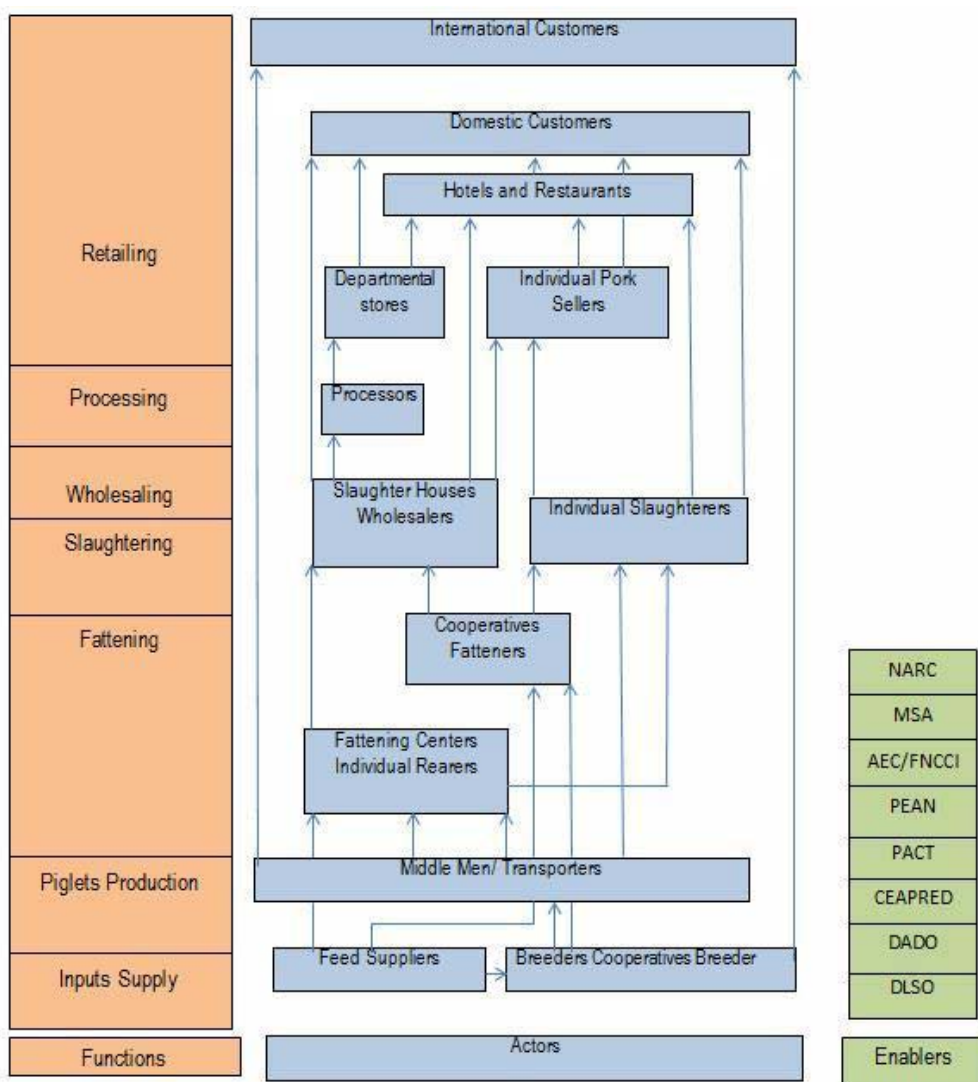 International Customers
Domestic Customers
Hotels and Restaurants
Retailing
Departmental
stores
Individual Pork
Sellers
Processing
Processors
Wholesaling
Slaughter Houses
Wholesalers
Individual Slaughterers
Slaughtering
Fattening
Cooperatives
Fatteners
Fattening Centers
Individual Rearers
Middle Men/ Transporters
Piglets Production
Feed Suppliers
Breeders Cooperatives Breeder
Inputs Supply
Functions
Actors
NARC
MSA
AEC/FNCCI
PEAN
PACT
CEAPRED
DADO
DLSO
Enablers